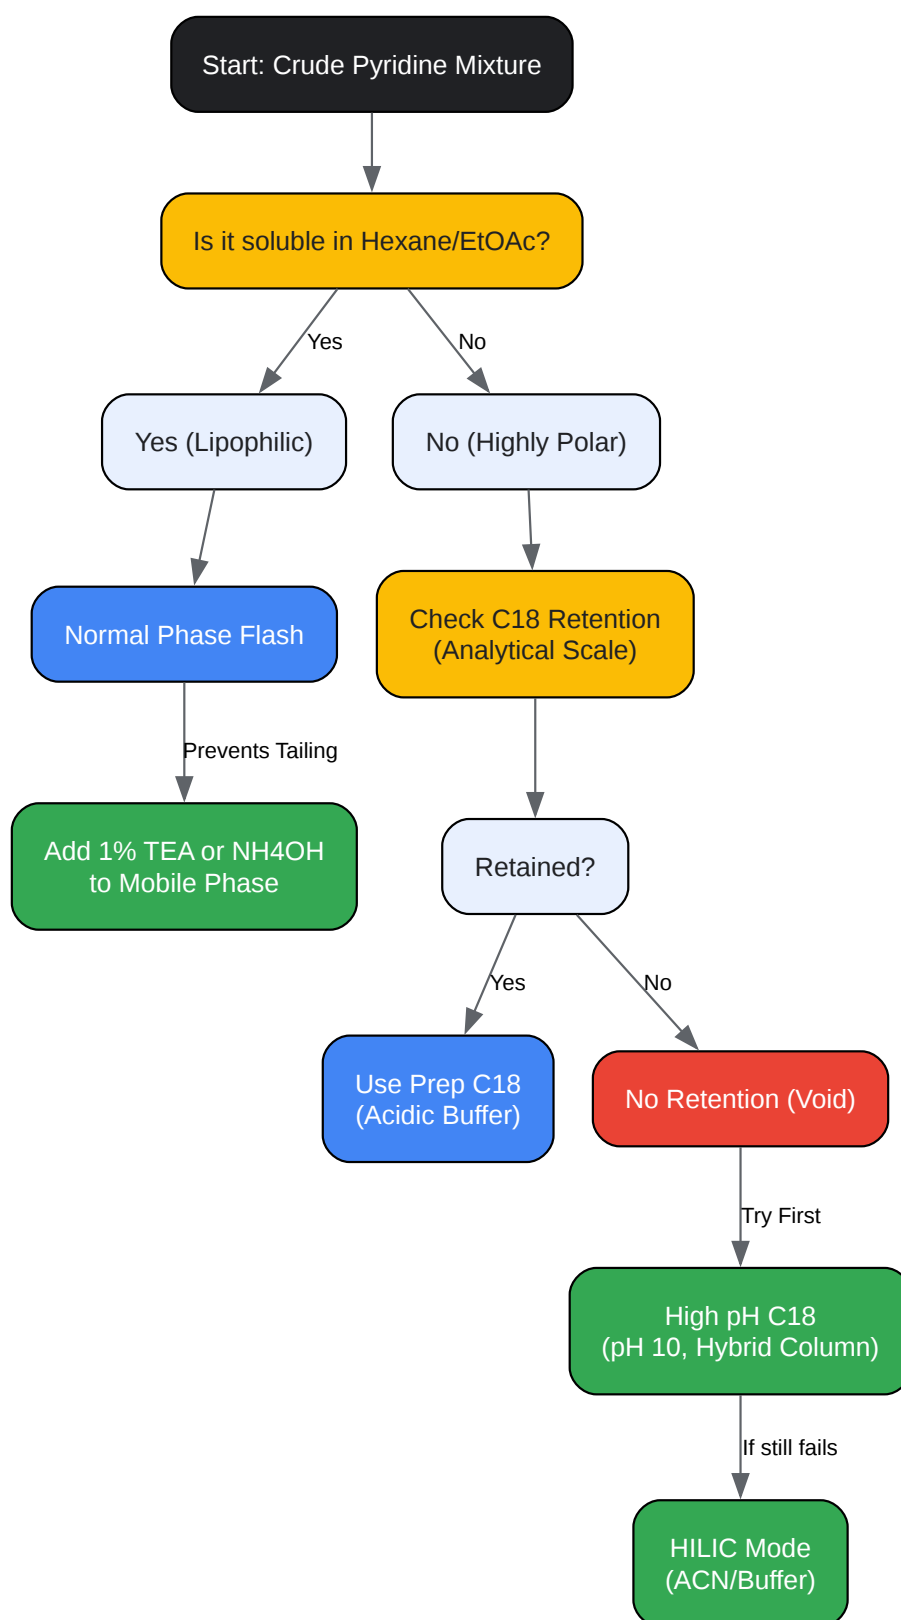 Start: Crude Pyridine Mixture
Is it soluble in Hexane/EtOAc?
Yes
No
Yes (Lipophilic)
No (Highly Polar)
Normal Phase Flash
Check C18 Retention
(Analytical Scale)
Prevents Tailing
Add 1% TEA or NH4OH
to Mobile Phase
Retained?
Yes
No
Use Prep C18
(Acidic Buffer)
No Retention (Void)
Try First
High pH C18
(pH 10, Hybrid Column)
If still fails
HILIC Mode
(ACN/Buffer)